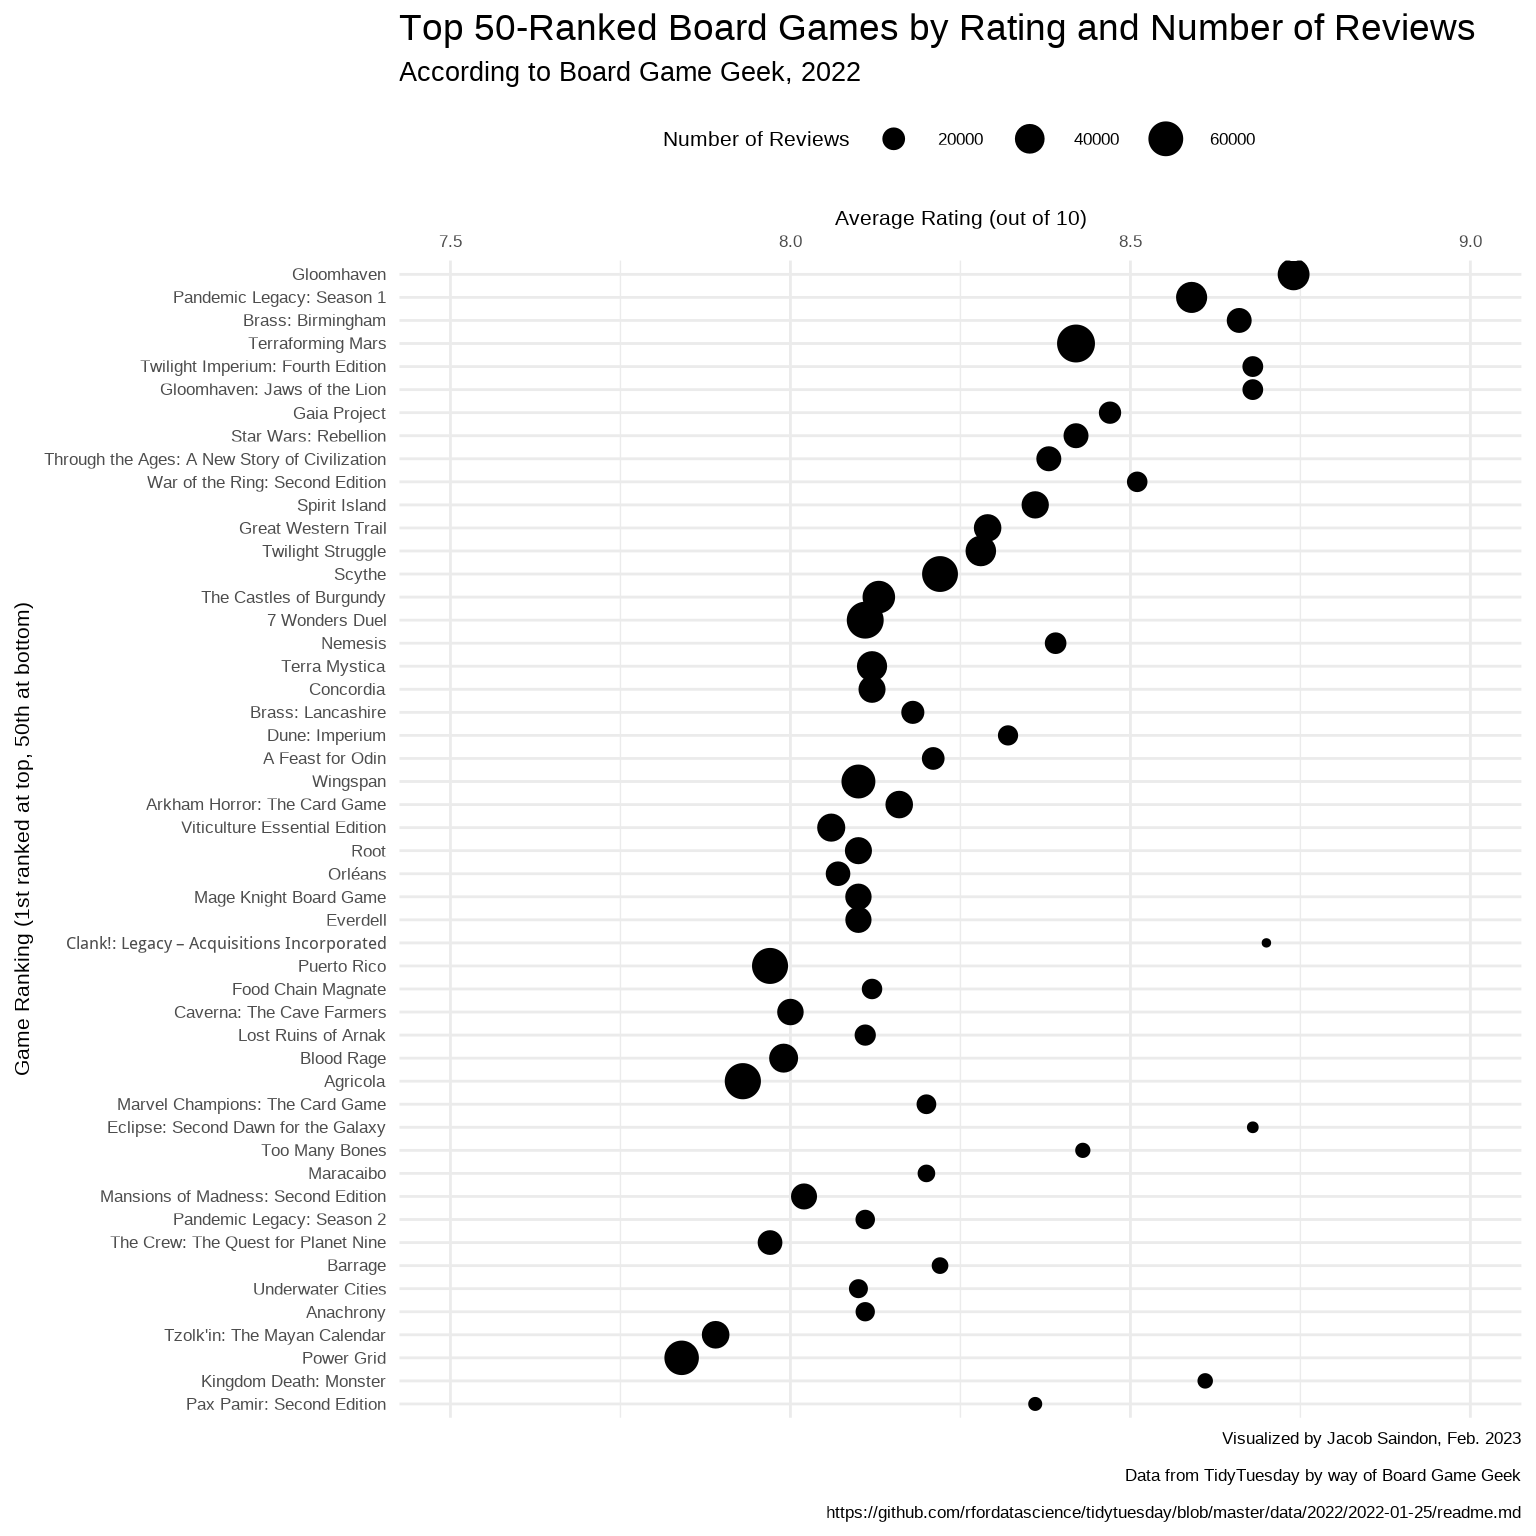 Top 50-Ranked Board Games by Rating and Number of Reviews
According to Board Game Geek, 2022
Number of Reviews 20000 40000 60000
Average Rating (out of 10)
7.5 8.0 8.5 9.0
Game Ranking (1st ranked at top, 50th at bottom)
Gloomhaven
Pandemic Legacy: Season 1
Brass: Birmingham
Terraforming Mars
Twilight Imperium: Fourth Edition
Gloomhaven: Jaws of the Lion
Gaia Project
Star Wars: Rebellion
Through the Ages: A New Story of Civilization
War of the Ring: Second Edition
Spirit Island
Great Western Trail
Twilight Struggle
Scythe
The Castles of Burgundy
7 Wonders Duel
Nemesis
Terra Mystica
Concordia
Brass: Lancashire
Dune: Imperium
A Feast for Odin
Wingspan
Arkham Horror: The Card Game
Viticulture Essential Edition
Root
Orléans
Mage Knight Board Game
Everdell
Clank!: Legacy – Acquisitions Incorporated
Puerto Rico
Food Chain Magnate
Caverna: The Cave Farmers
Lost Ruins of Arnak
Blood Rage
Agricola
Marvel Champions: The Card Game
Eclipse: Second Dawn for the Galaxy
Too Many Bones
Maracaibo
Mansions of Madness: Second Edition
Pandemic Legacy: Season 2
The Crew: The Quest for Planet Nine
Barrage
Underwater Cities
Anachrony
Tzolk'in: The Mayan Calendar
Power Grid
Kingdom Death: Monster
Pax Pamir: Second Edition
Visualized by Jacob Saindon, Feb. 2023
Data from TidyTuesday by way of Board Game Geek
https://github.com/rfordatascience/tidytuesday/blob/master/data/2022/2022-01-25/readme.md